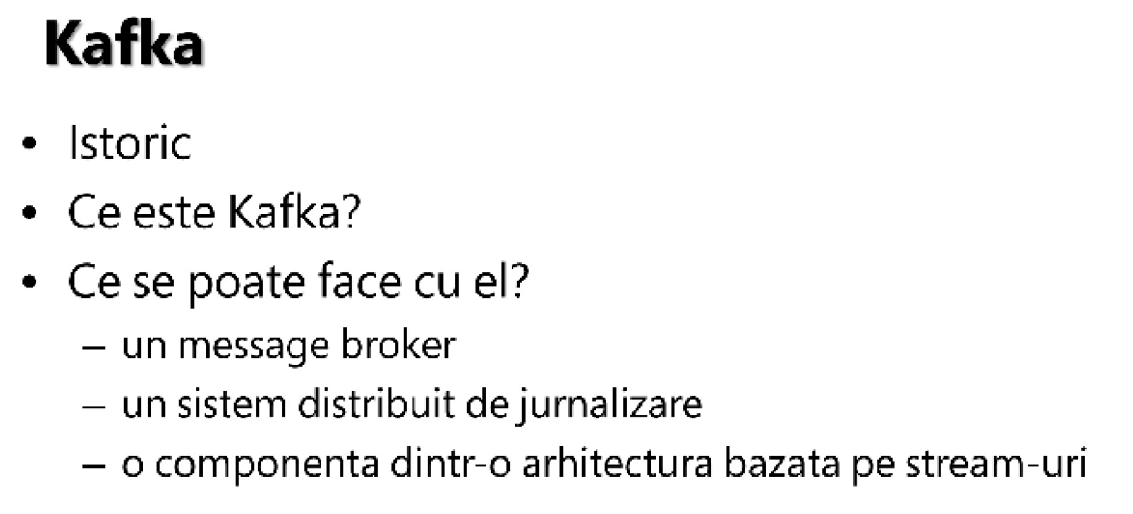 Kafka
• Istoric
• Ce este Kafka?
• Ce se poate face cu el?
– un message broker
– un sistem distribuit de jurnalizare
– o componenta dintr-o arhitectura bazata pe stream-uri